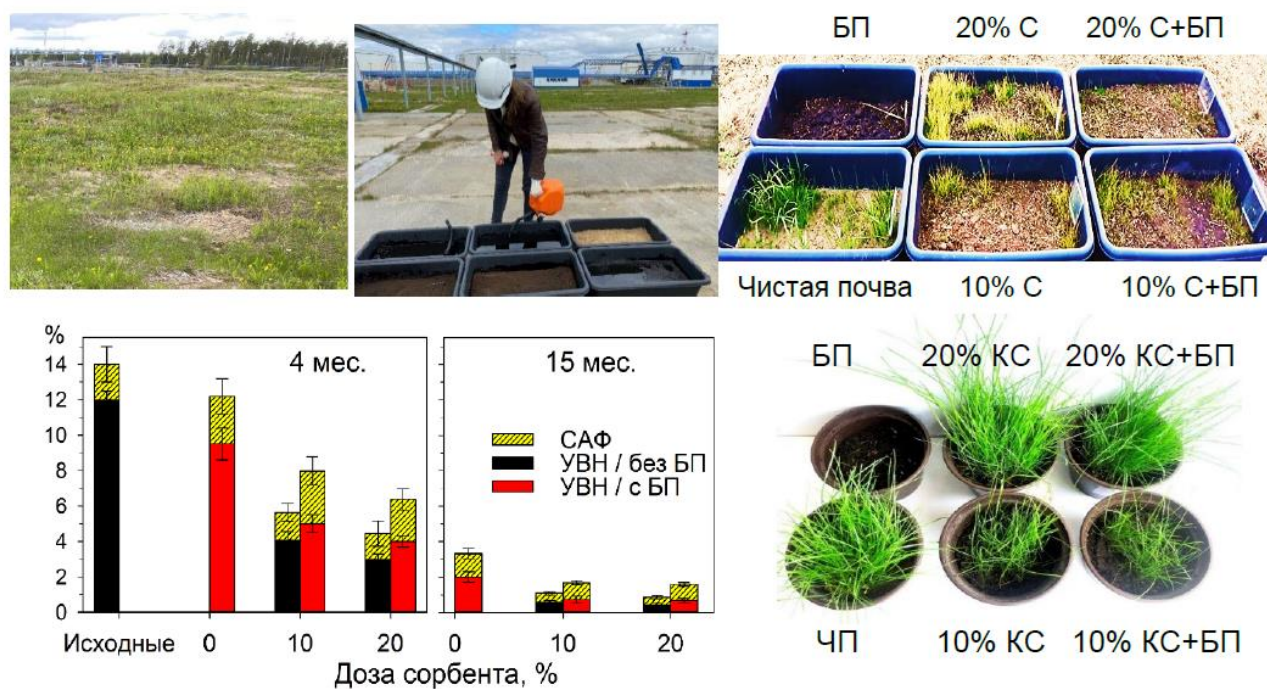 БП 20% С 20% С+БП
Чистая почва 10% С 10% С+БП
%
4 мес.
15 мес.
14
12
10
8
6
4
2
0
САФ
УВН / без БП
УВН / с БП
Исходные 0 10 20 0 10 20
Доза сорбента, %
БП 20% КС 20% КС+БП
ЧП 10% КС 10% КС+БП